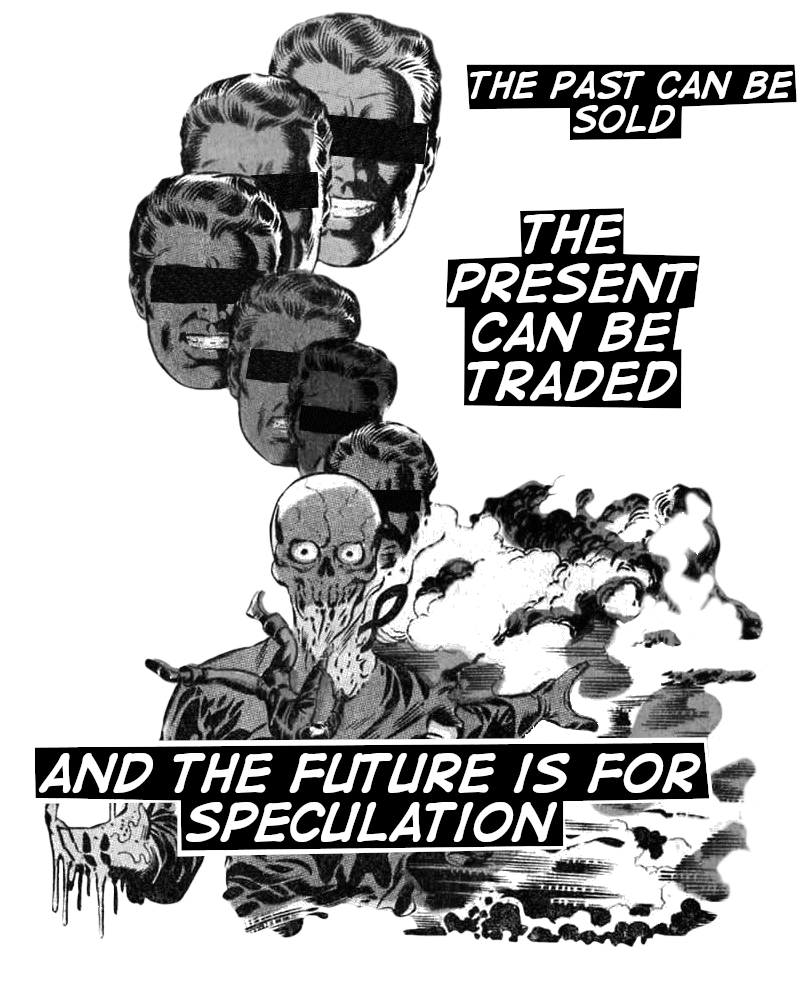 THE PAST CAN BE
SOLD
THE
PRESENT
CAN BE
TRADED
AND THE FUTURE IS FOR
SPECULATION